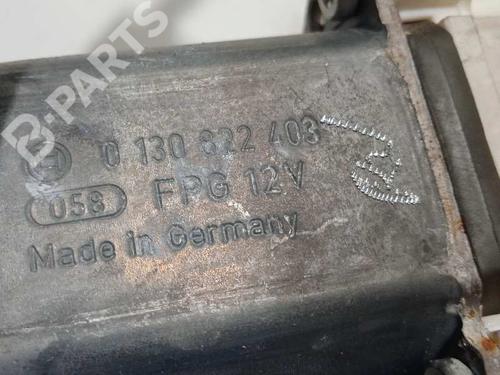 B-PARTS
0 130 822 403
058 FPG 12V
Made in Germany